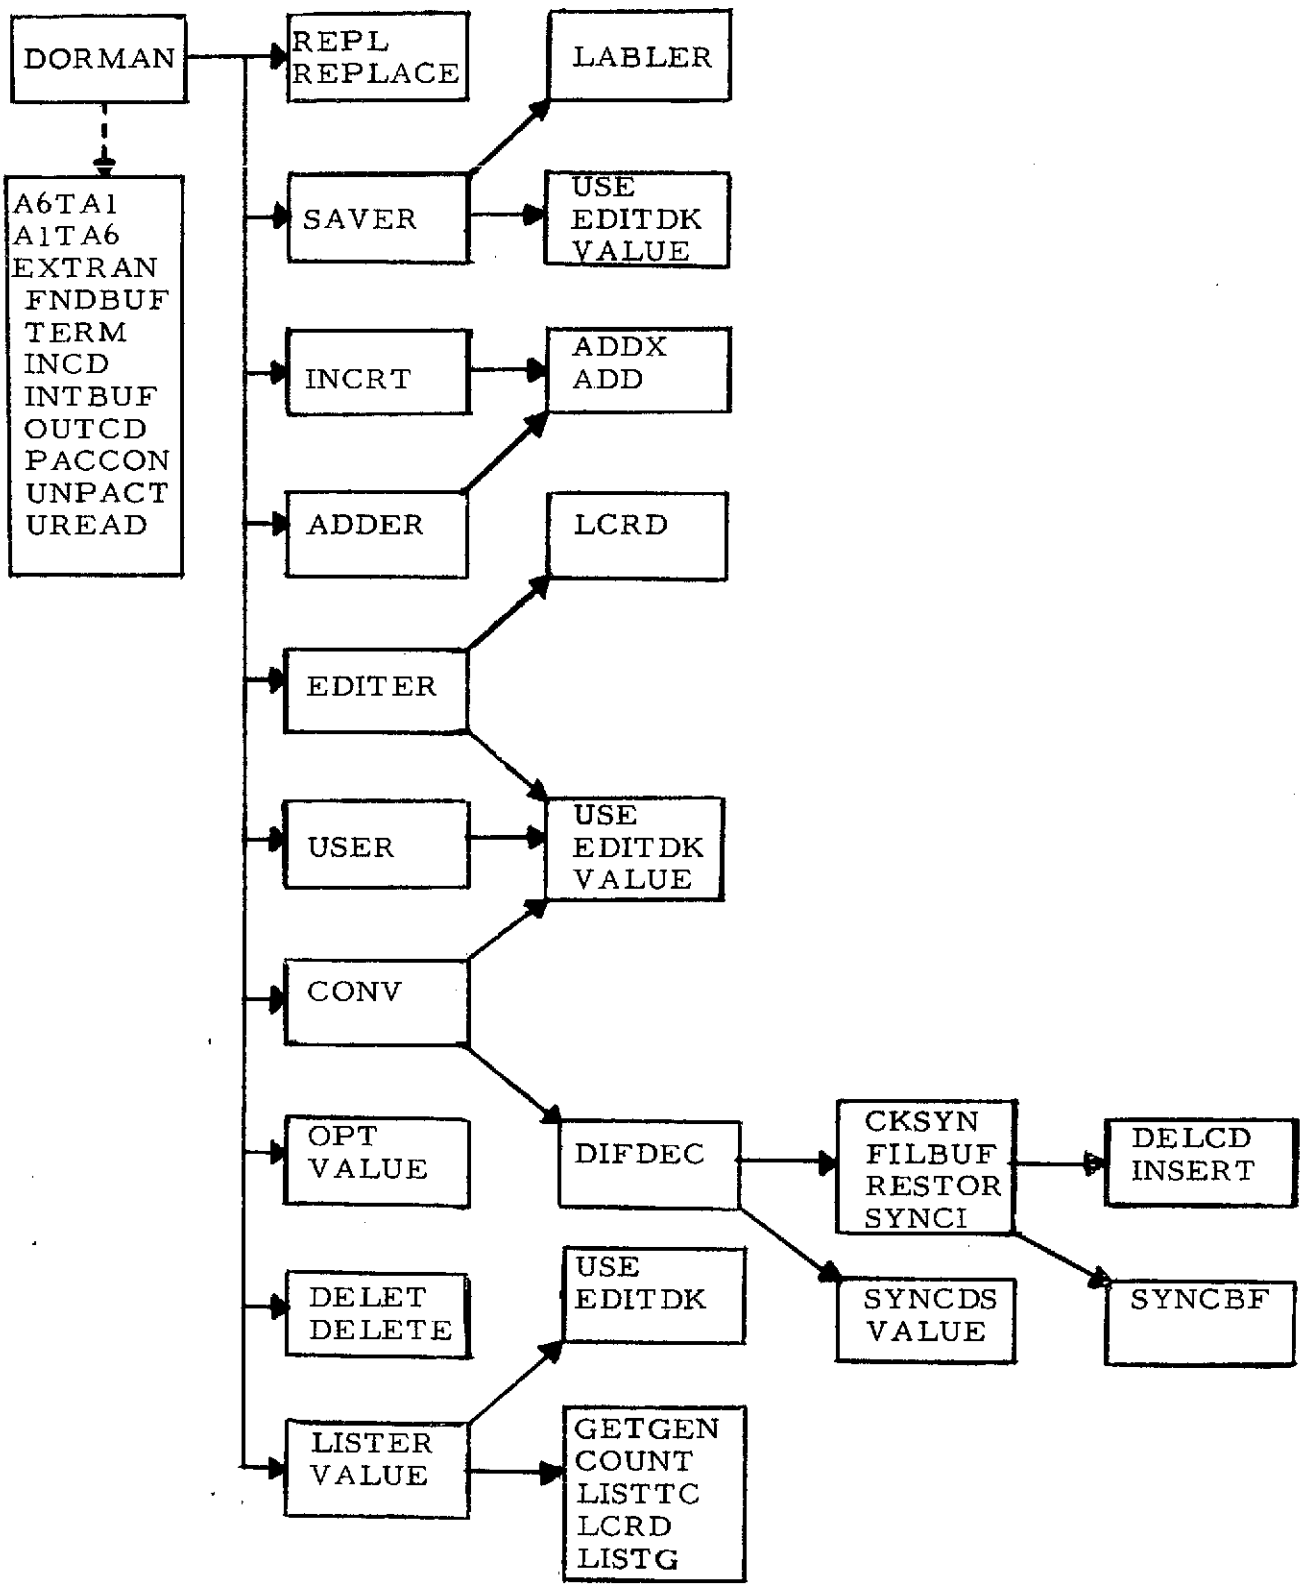 DORMAN
A6TA1
A1TA6
EXTRAN
FNDBUF
TERM
INCD
INTBUF
OUTCD
PACCON
UNPACT
UREAD
REPL
REPLACE
LABLER
SAVER
USE
EDITDK
VALUE
INCRT
ADDX
ADD
ADDER
LCRD
EDITER
USER
USE
EDITDK
VALUE
CONV
OPT
VALUE
DIFDEC
CKSYN
FILBUF
RESTOR
SYNCI
DELCD
INSERT
SYNCDS
VALUE
SYNCBF
DELET
DELETE
USE
EDITDK
LISTER
VALUE
GETGEN
COUNT
LISTTC
LCRD
LISTG